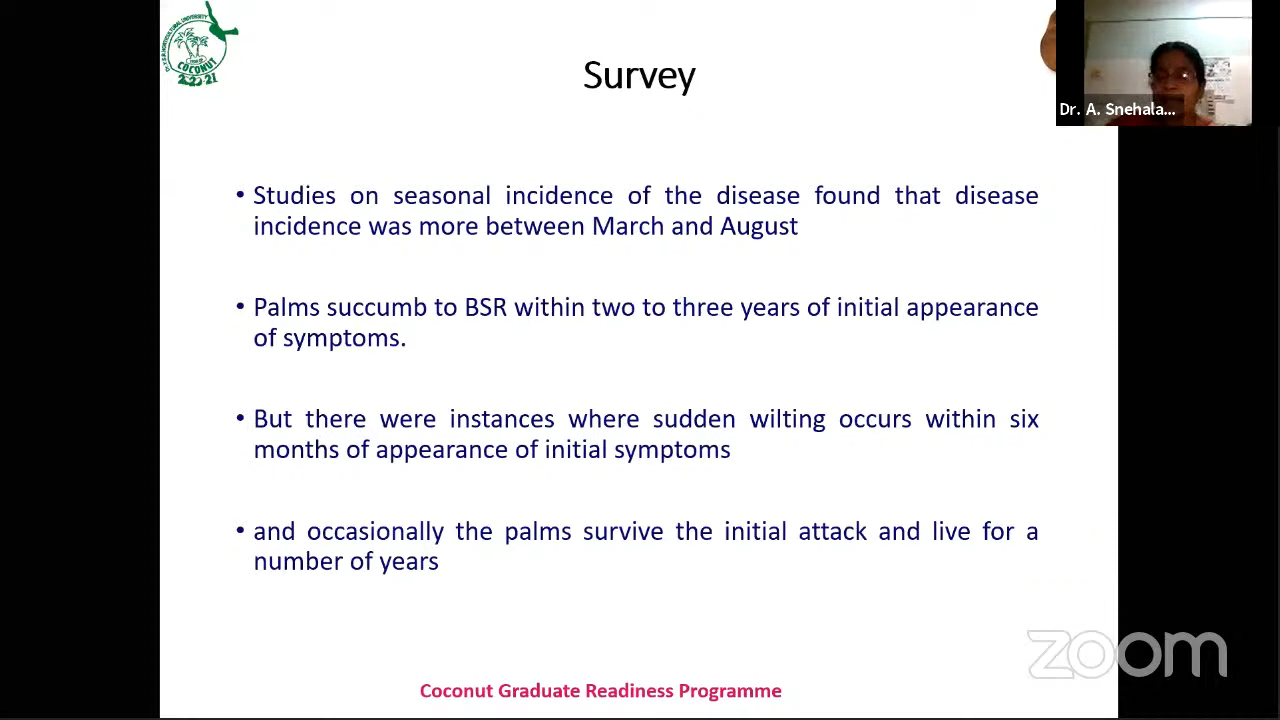 COCONUT
Survey
Dr. A. Snehala...
• Studies on seasonal incidence of the disease found that disease
incidence was more between March and August
• Palms succumb to BSR within two to three years of initial appearance
of symptoms.
• But there were instances where sudden wilting occurs within six
months of appearance of initial symptoms
• and occasionally the palms survive the initial attack and live for a
number of years
zoom
Coconut Graduate Readiness Programme